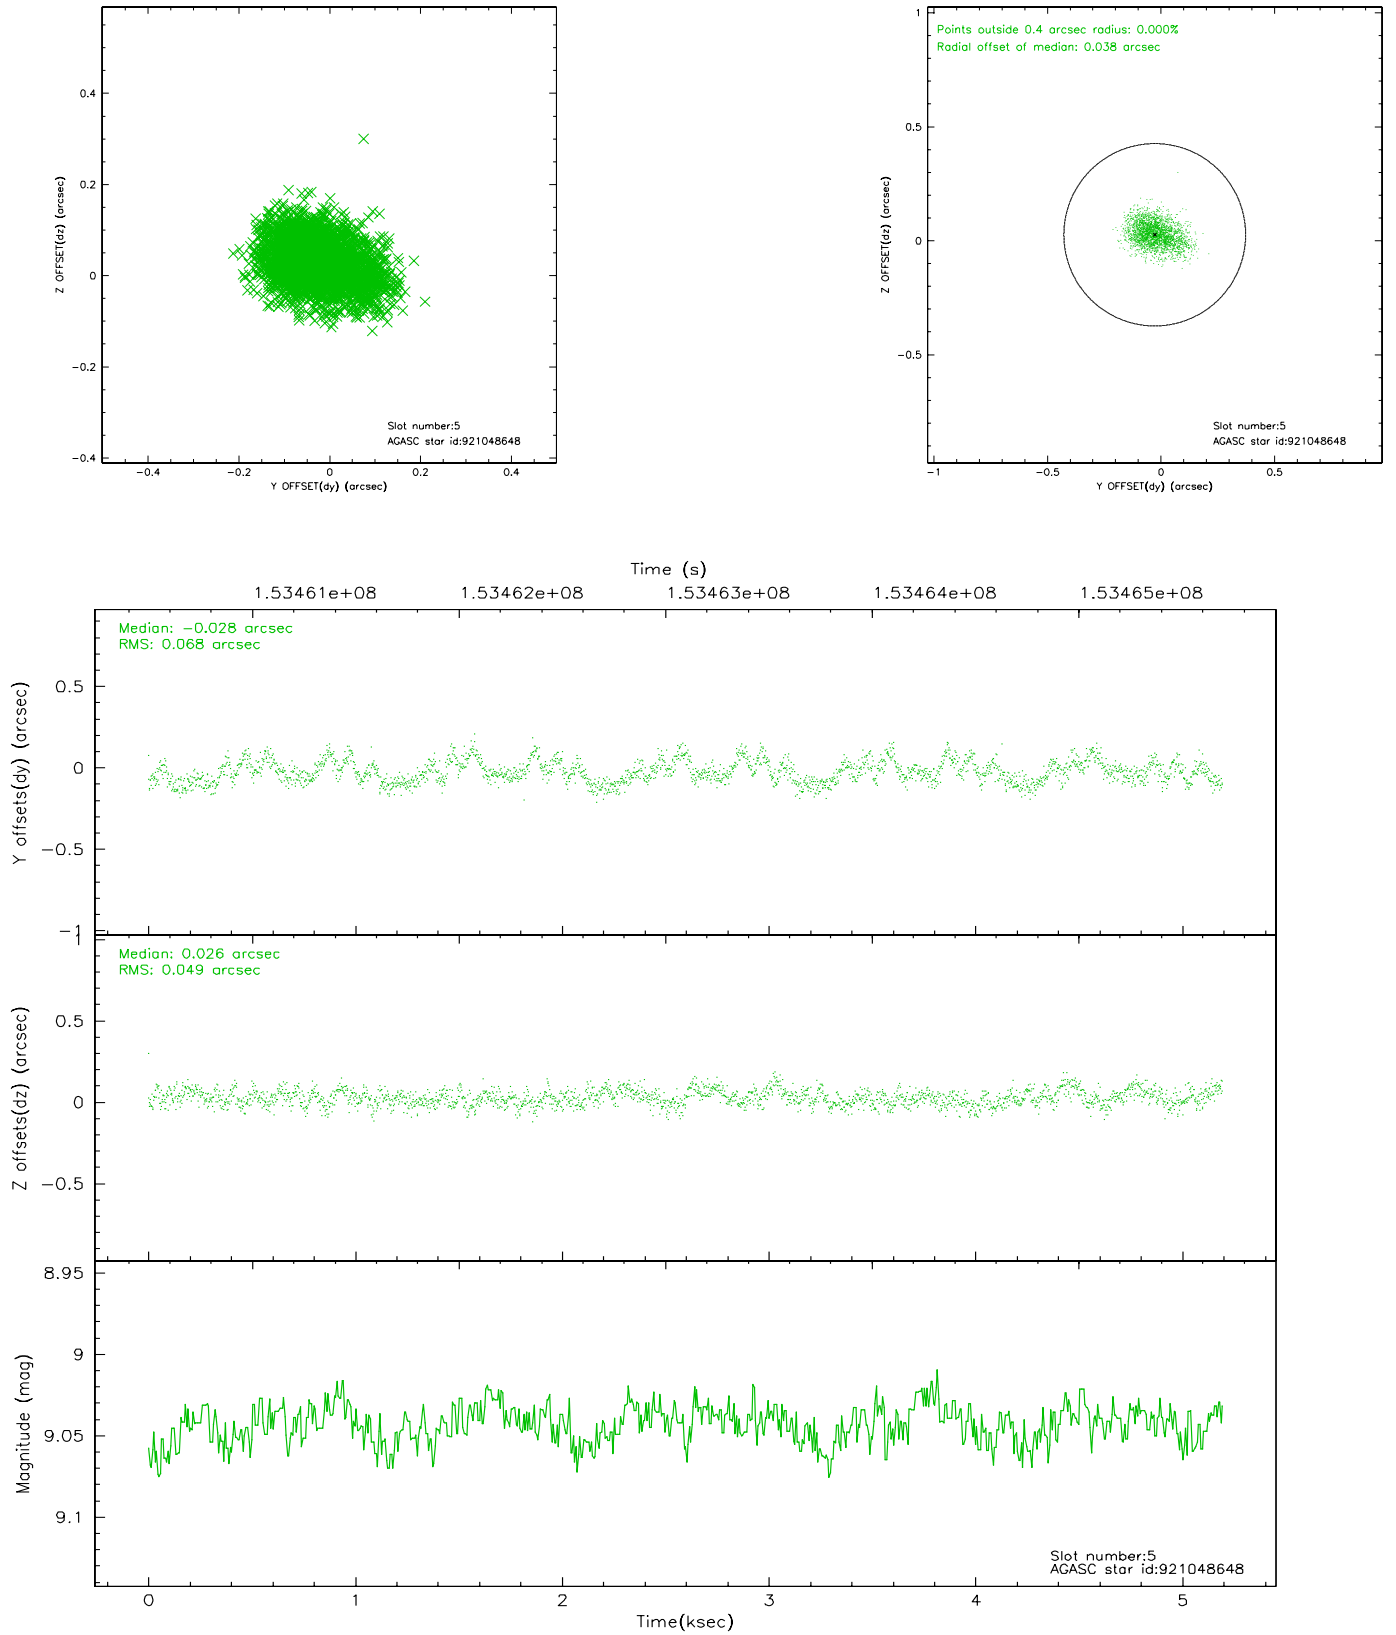 Z OFFSET(dz) (arcsec)
0.4
0.2
0
−0.2
−0.4
−0.4
−0.2
0
0.2
0.4
Y OFFSET(dy) (arcsec)
Slot number:5
AGASC star id:921048648
Points outside 0.4 arcsec radius: 0.000%
Radial offset of median: 0.038 arcsec
Z OFFSET(dz) (arcsec)
1
0.5
0
−0.5
−1
−0.5
0
0.5
Y OFFSET(dy) (arcsec)
Slot number:5
AGASC star id:921048648
Time (s)
1.53461e+08
1.53462e+08
1.53463e+08
1.53464e+08
1.53465e+08
Median: −0.028 arcsec
RMS: 0.068 arcsec
Y offsets(dy) (arcsec)
0.5
0
−0.5
−1
Median: 0.026 arcsec
RMS: 0.049 arcsec
Z offsets(dz) (arcsec)
1
0.5
0
−0.5
Magnitude (mag)
8.95
9
9.05
9.1
Slot number:5
AGASC star id:921048648
0
1
2
3
4
5
Time(ksec)